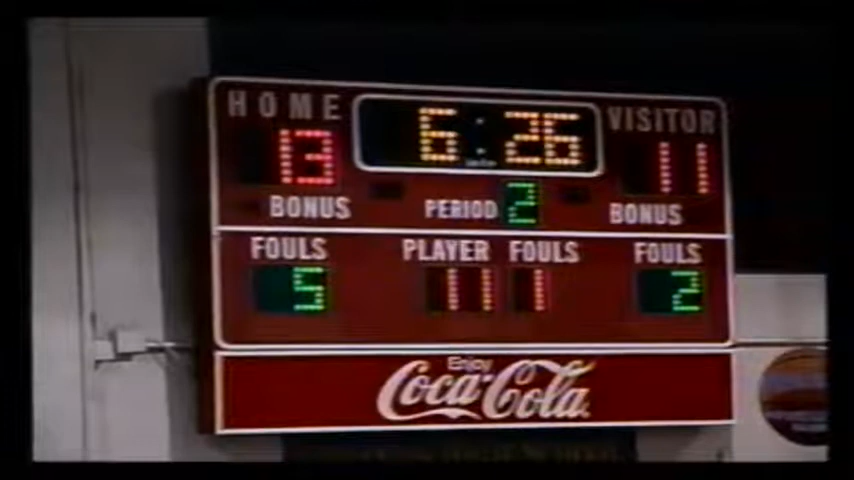 HOME VISITOR
6:26
13 11
BONUS PERIOD 2 BONUS
FOULS PLAYER FOULS FOULS
5 11 1 2
Enjoy
Coca-Cola